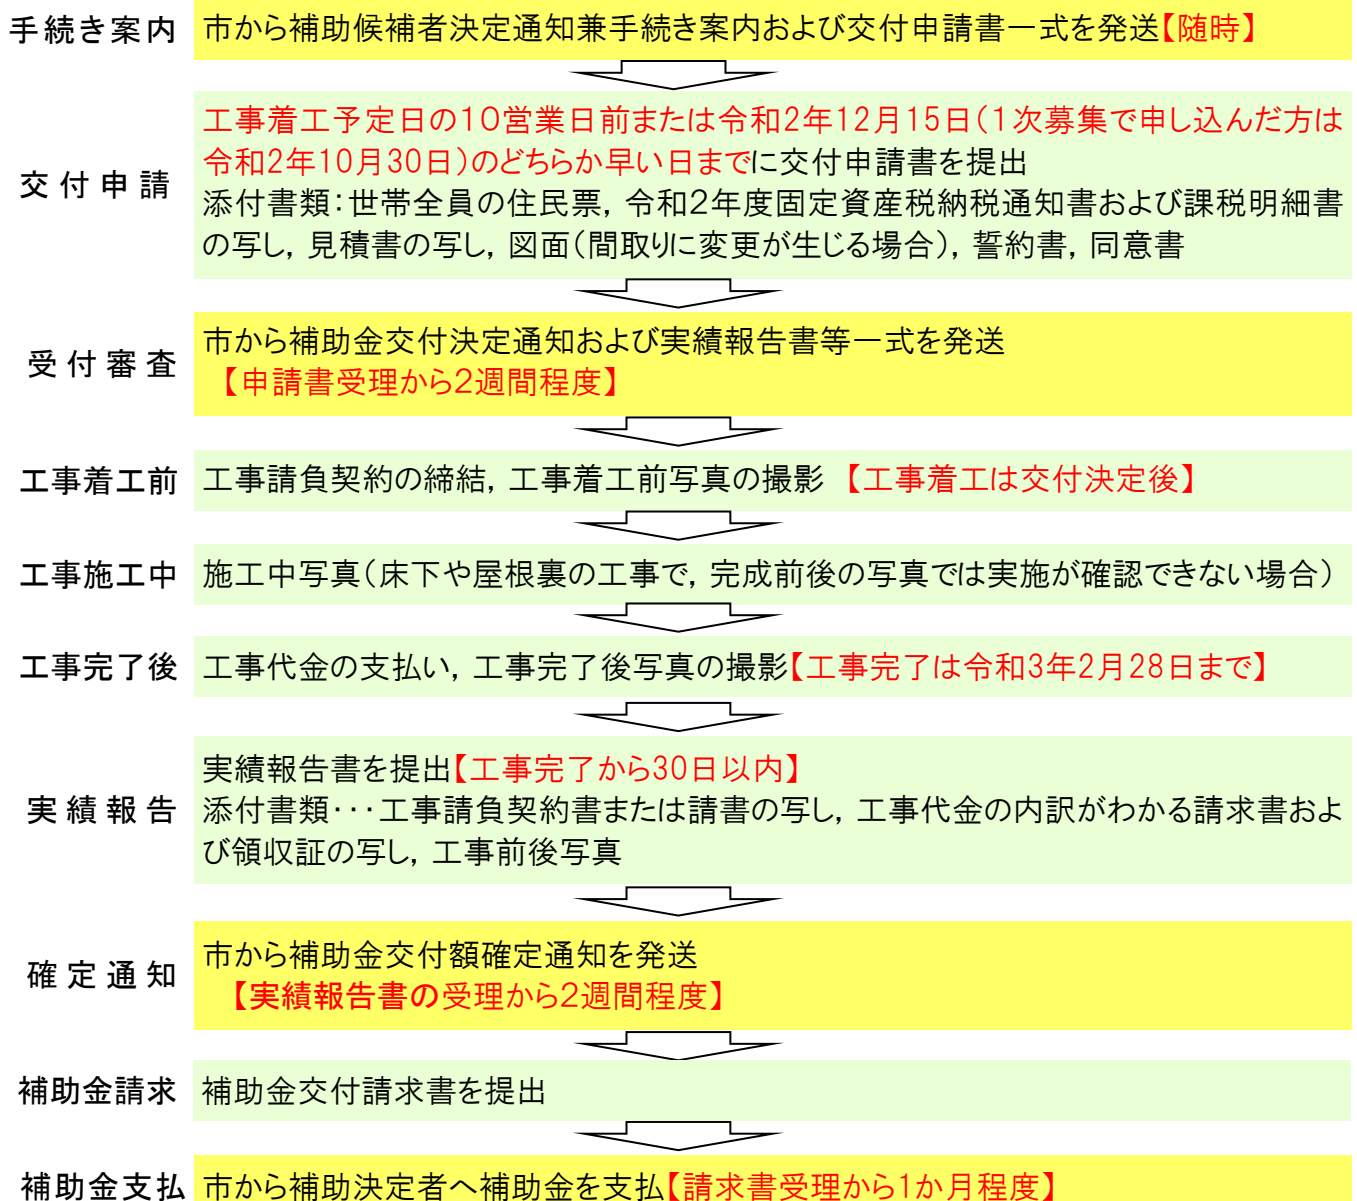 手続き案内 市から補助候補者決定通知兼手続き案内および交付申請書一式を発送【随時】
交付申請
工事着工予定日の10営業日前または令和2年12月15日（1次募集で申し込んだ方は
令和2年10月30日）のどちらか早い日までに交付申請書を提出
添付書類：世帯全員の住民票，令和2年度固定資産税納税通知書および課税明細書
の写し，見積書の写し，図面（間取りに変更が生じる場合），誓約書，同意書
受付審査
市から補助金交付決定通知および実績報告書等一式を発送
【申請書受理から2週間程度】
工事着工前 工事請負契約の締結，工事着工前写真の撮影 【工事着工は交付決定後】
工事施工中 施工中写真（床下や屋根裏の工事で，完成前後の写真では実施が確認できない場合）
工事完了後 工事代金の支払い，工事完了後写真の撮影【工事完了は令和3年2月28日まで】
実績報告
実績報告書を提出【工事完了から30日以内】
添付書類・・・工事請負契約書または請書の写し，工事代金の内訳がわかる請求書およ
び領収証の写し，工事前後写真
確定通知
市から補助金交付額確定通知を発送
【実績報告書の受理から2週間程度】
補助金請求 補助金交付請求書を提出
補助金支払 市から補助決定者へ補助金を支払【請求書受理から1か月程度】